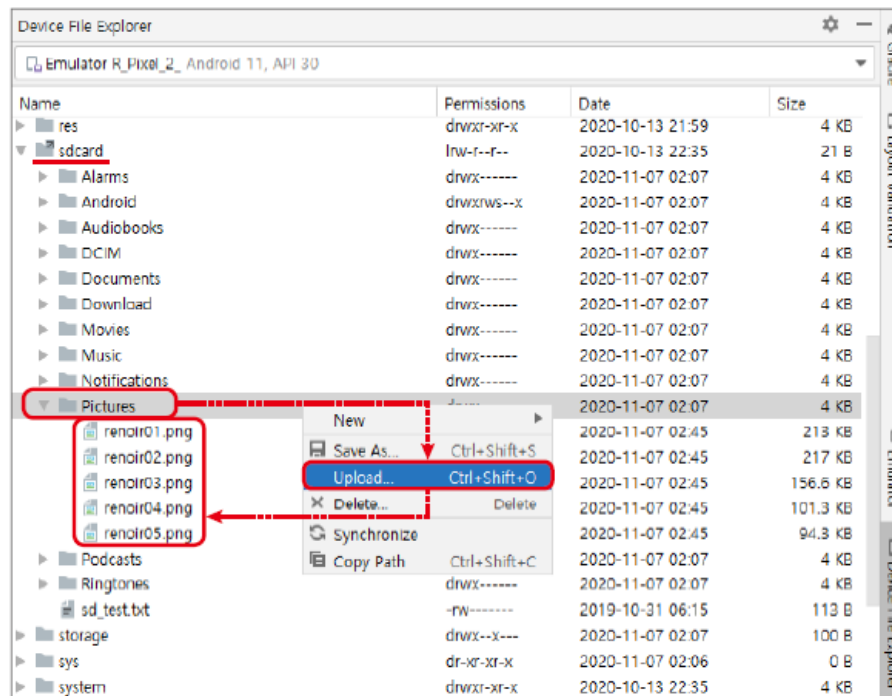 Device File Explorer
Emulator R_Pixel_2_ Android 11, API 30
Name Permissions Date Size
res drwxr-xr-x 2020-10-13 21:59 4 KB
sdcard lrw-r--r-- 2020-10-13 22:35 21 B
Alarms drwx------ 2020-11-07 02:07 4 KB
Android drwxrws--x 2020-11-07 02:07 4 KB
Audiobooks drwx------ 2020-11-07 02:07 4 KB
DCIM drwx------ 2020-11-07 02:07 4 KB
Documents drwx------ 2020-11-07 02:07 4 KB
Download drwx------ 2020-11-07 02:07 4 KB
Movies drwx------ 2020-11-07 02:07 4 KB
Music drwx------ 2020-11-07 02:07 4 KB
Notifications drwx------ 2020-11-07 02:07 4 KB
Pictures 2020-11-07 02:07 4 KB
New
renoir01.png 2020-11-07 02:45 213 KB
Save As... Ctrl+Shift+S
renoir02.png 2020-11-07 02:45 217 KB
Upload... Ctrl+Shift+O
renoir03.png 2020-11-07 02:45 156.6 KB
Delete... Delete
renoir04.png 2020-11-07 02:45 101.3 KB
Synchronize
renoir05.png 2020-11-07 02:45 94.3 KB
Copy Path Ctrl+Shift+C
Podcasts 2020-11-07 02:07 4 KB
Ringtones drwx------ 2020-11-07 02:07 4 KB
sd_test.txt -rw------- 2019-10-31 06:15 113 B
storage drwx--x--- 2020-11-07 02:07 100 B
sys dr-xr-xr-x 2020-11-07 02:06 0 B
system drwxr-xr-x 2020-10-13 22:35 4 KB